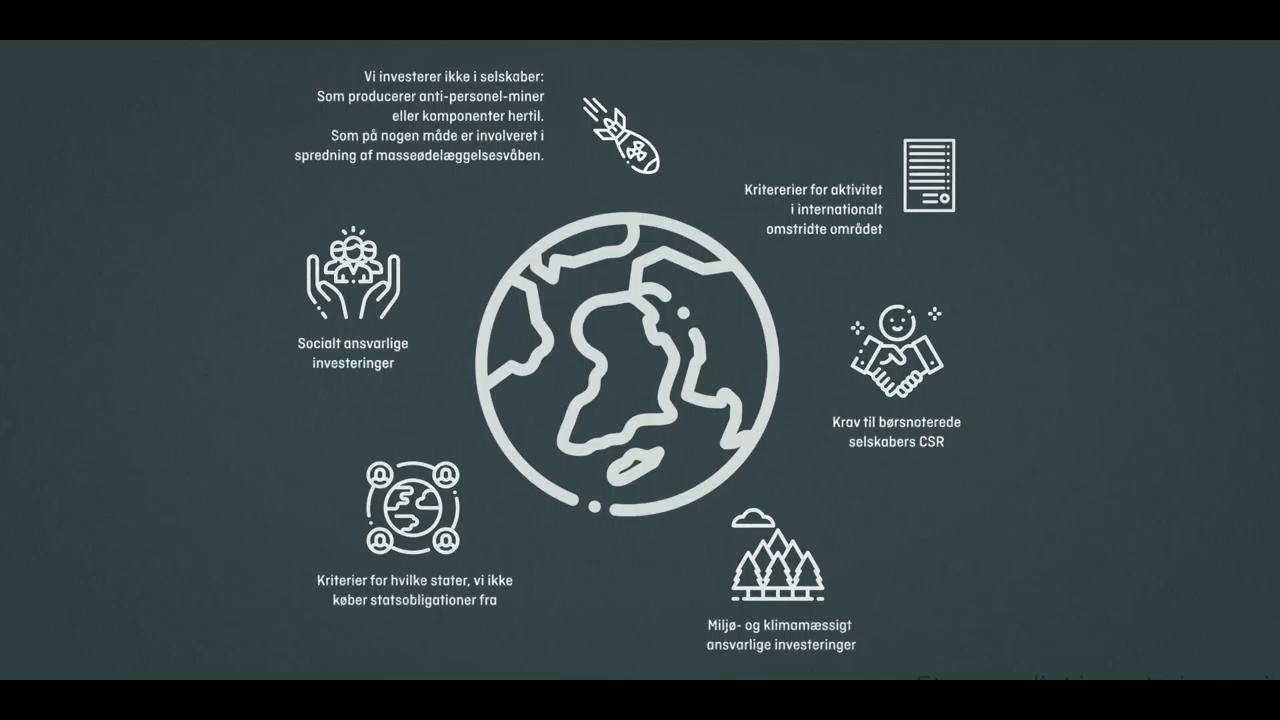 Vi investerer ikke i selskaber:
Som producerer anti-personel-miner
eller komponenter hertil.
Som på nogen måde er involveret i
spredning af masseødelæggelsesvåben.
Kritererier for aktivitet
i internationalt
omstridte området
Socialt ansvarlige
investeringer
Krav til børsnoterede
selskabers CSR
Kriterier for hvilke stater, vi ikke
køber statsobligationer fra
Miljø- og klimamæssigt
ansvarlige investeringer